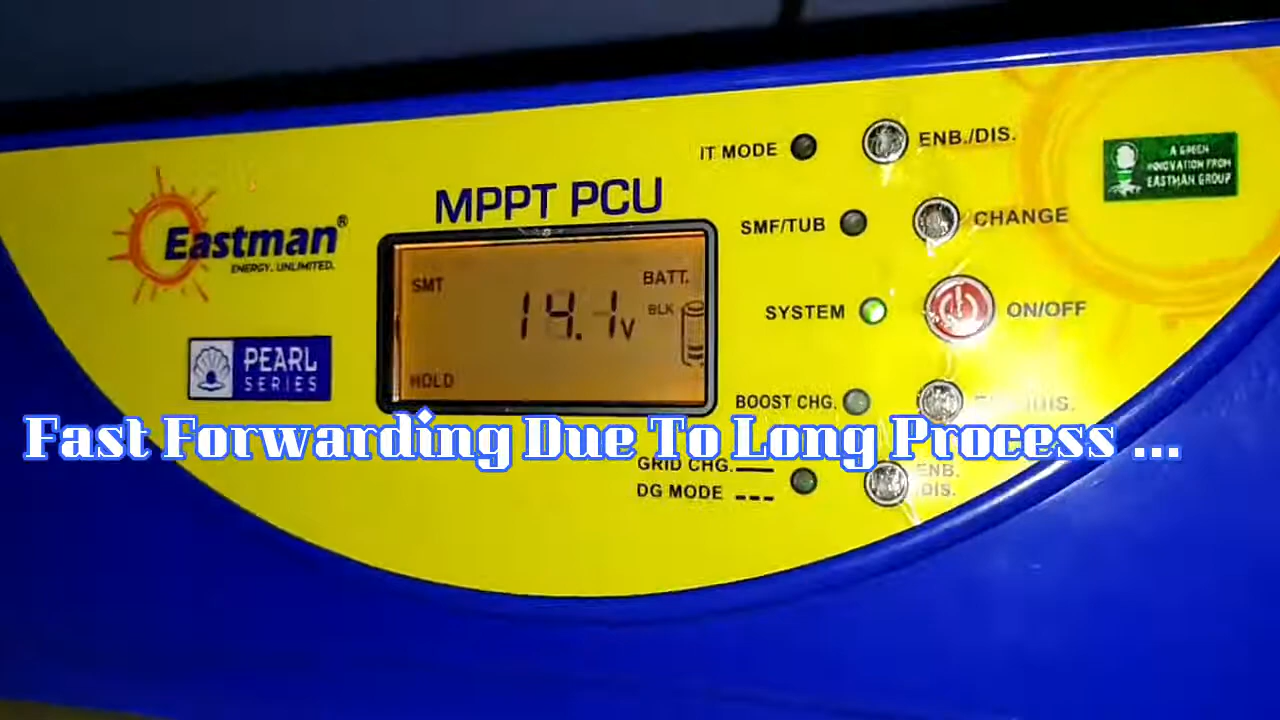 IT MODE
ENB./DIS.
A GREEN
INNOVATION FROM
EASTMAN GROUP
MPPT PCU
Eastman®
ENERGY. UNLIMITED.
SMF/TUB
CHANGE
SMT
BATT.
14.1V
BLK
HOLD
SYSTEM
ON/OFF
PEARL
SERIES
BOOST CHG.
Fast Forwarding Due To Long Process ...
GRID CHG.
DG MODE
ENB.
DIS.